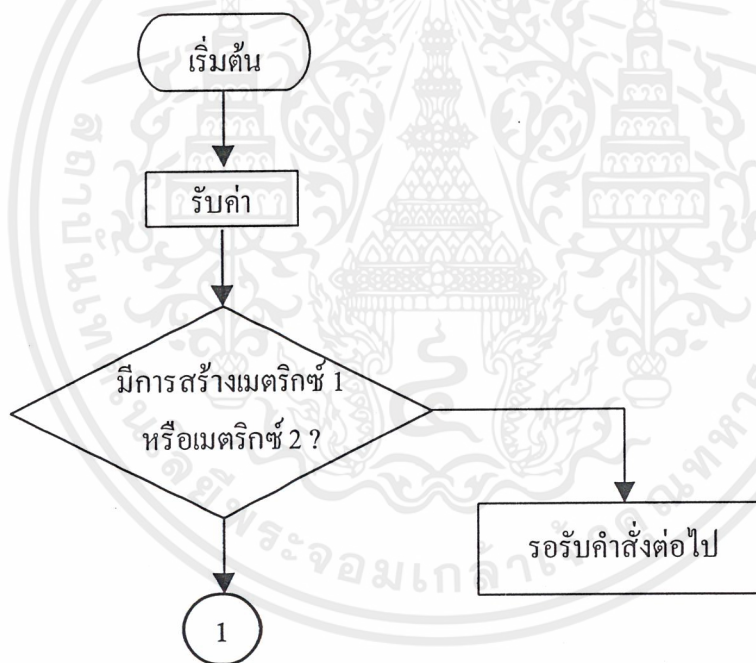 เริ่มต้น
รับค่า
มีการสร้างเมตริกซ์ 1
หรือเมตริกซ์ 2 ?
รอรับคำสั่งต่อไป
1